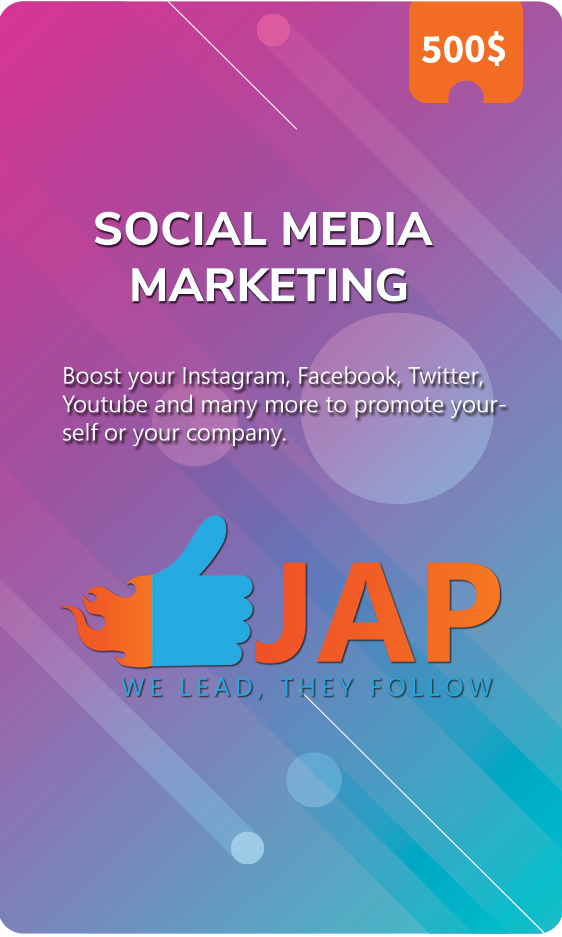 500$
SOCIAL MEDIA
MARKETING
Boost your Instagram, Facebook, Twitter,
Youtube and many more to promote your-
self or your company.
JAP
WE LEAD, THEY FOLLOW